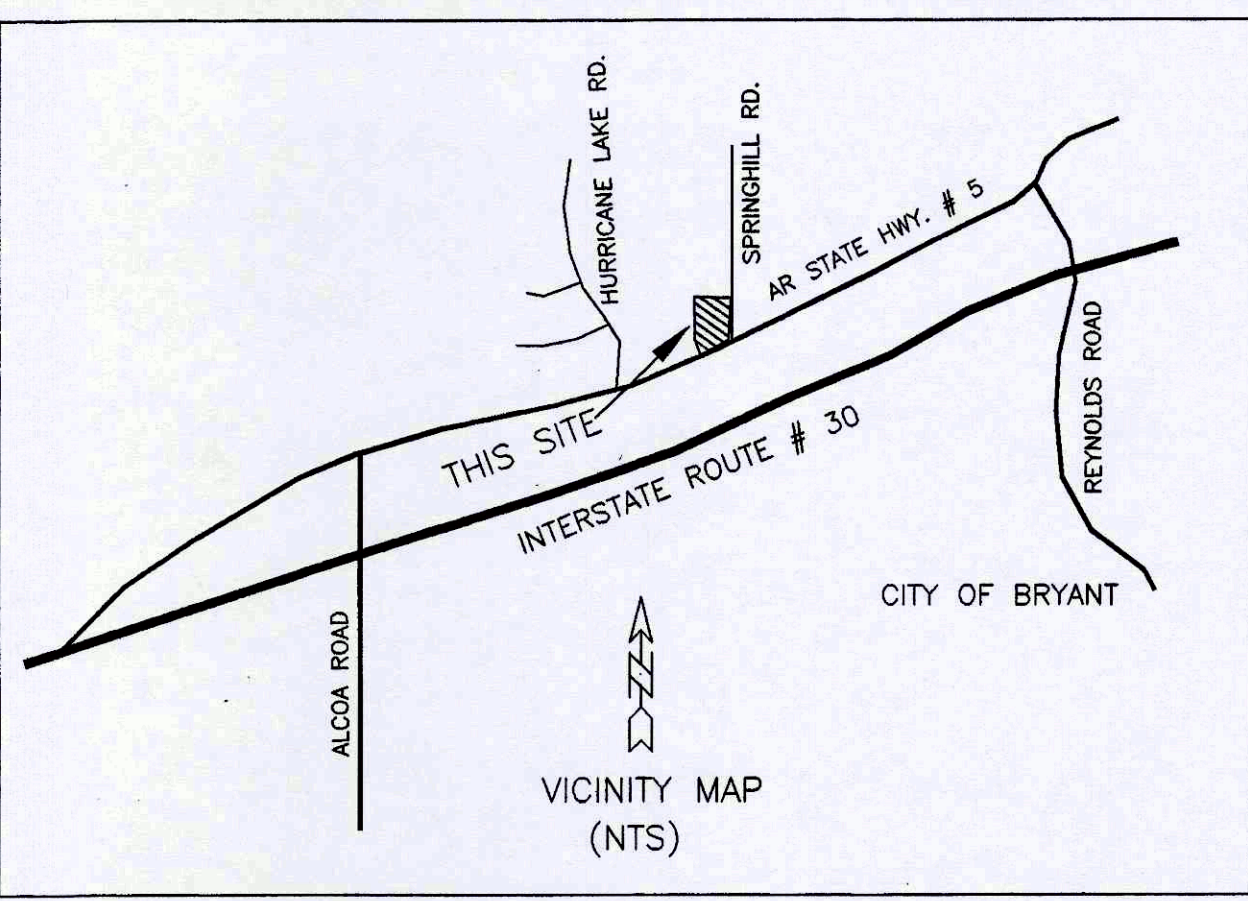 HURRICANE LAKE RD.
SPRINGHILL RD.
AR STATE HWY. # 5
THIS SITE
INTERSTATE ROUTE # 30
REYNOLDS ROAD
CITY OF BRYANT
ALCOA ROAD
N
VICINITY MAP
(NTS)